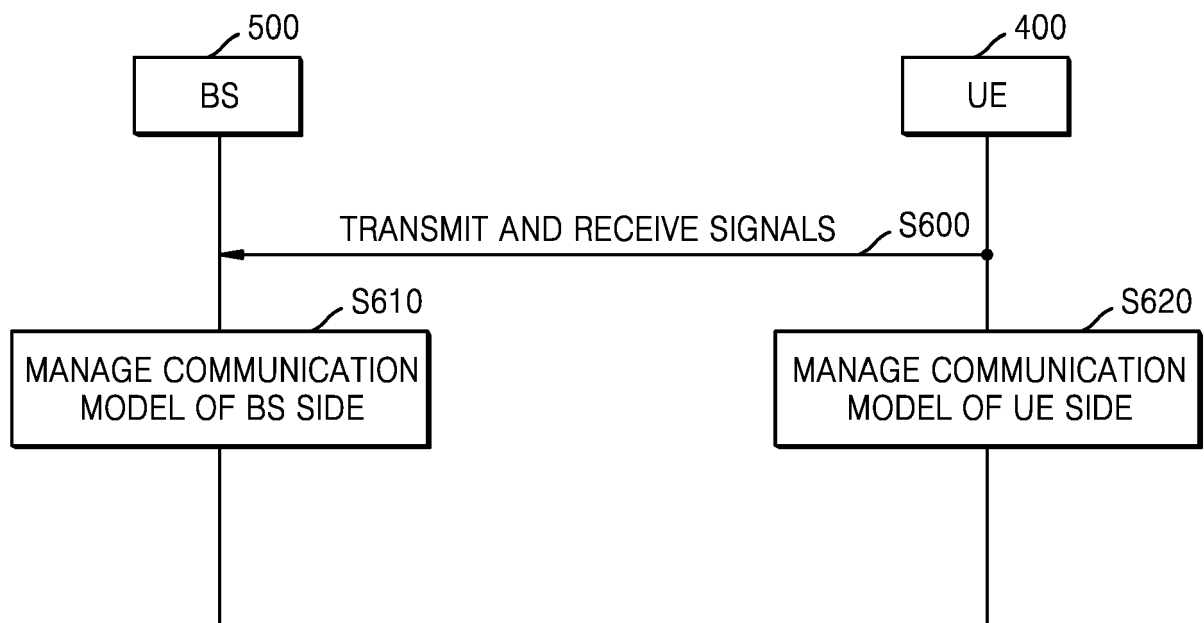 500
400
BS
UE
TRANSMIT AND RECEIVE SIGNALS
S600
S610
S620
MANAGE COMMUNICATION
MODEL OF BS SIDE
MANAGE COMMUNICATION
MODEL OF UE SIDE